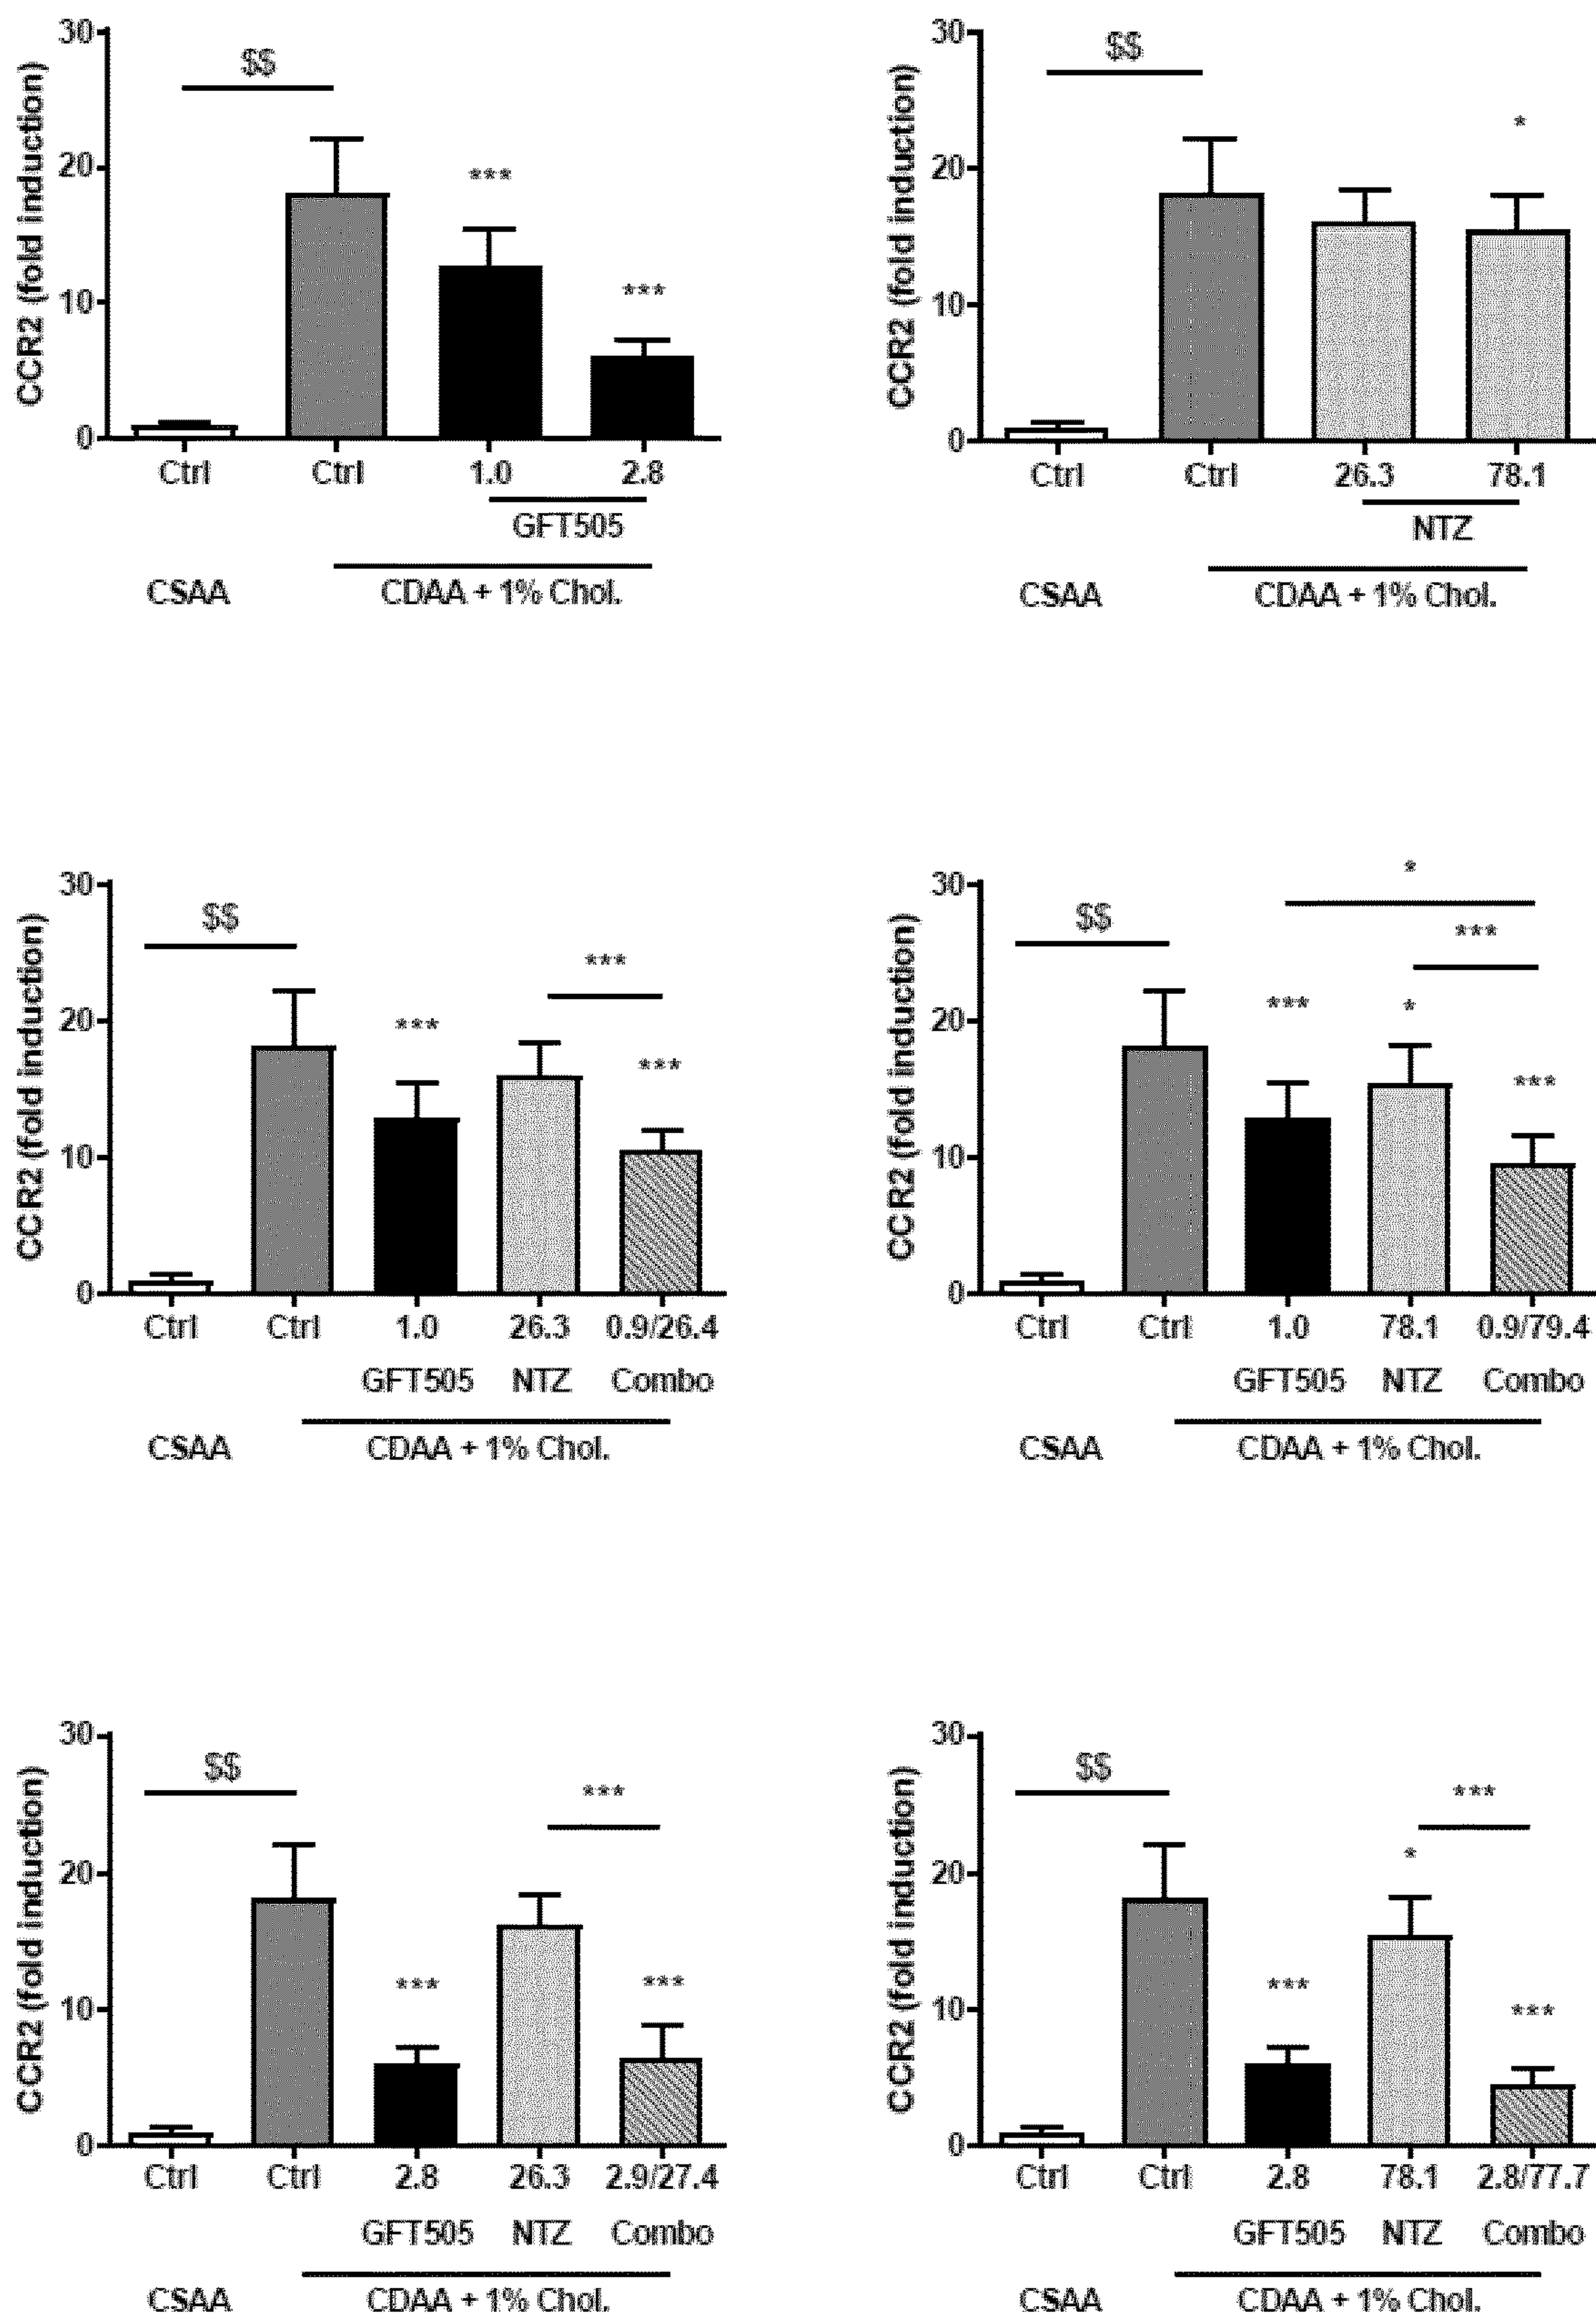 30
20
10
0
CCR2 (fold induction)
$$
***
***
Ctrl Ctrl 1.0 2.8
GFT505
CSAA CDAA + 1% Chol.
30
20
10
0
CCR2 (fold induction)
$$
*
Ctrl Ctrl 26.3 78.1
NTZ
CSAA CDAA + 1% Chol.
30
20
10
0
CCR2 (fold induction)
$$
***
***
***
Ctrl Ctrl 1.0 26.3 0.9/26.4
GFT505 NTZ Combo
CSAA CDAA + 1% Chol.
30
20
10
0
CCR2 (fold induction)
*
$$
***
***
*
***
Ctrl Ctrl 1.0 78.1 0.9/79.4
GFT505 NTZ Combo
CSAA CDAA + 1% Chol.
30
20
10
0
CCR2 (fold induction)
$$
***
***
***
Ctrl Ctrl 2.8 26.3 2.9/27.4
GFT505 NTZ Combo
CSAA CDAA + 1% Chol.
30
20
10
0
CCR2 (fold induction)
$$
***
*
***
***
Ctrl Ctrl 2.8 78.1 2.8/77.7
GFT505 NTZ Combo
CSAA CDAA + 1% Chol.